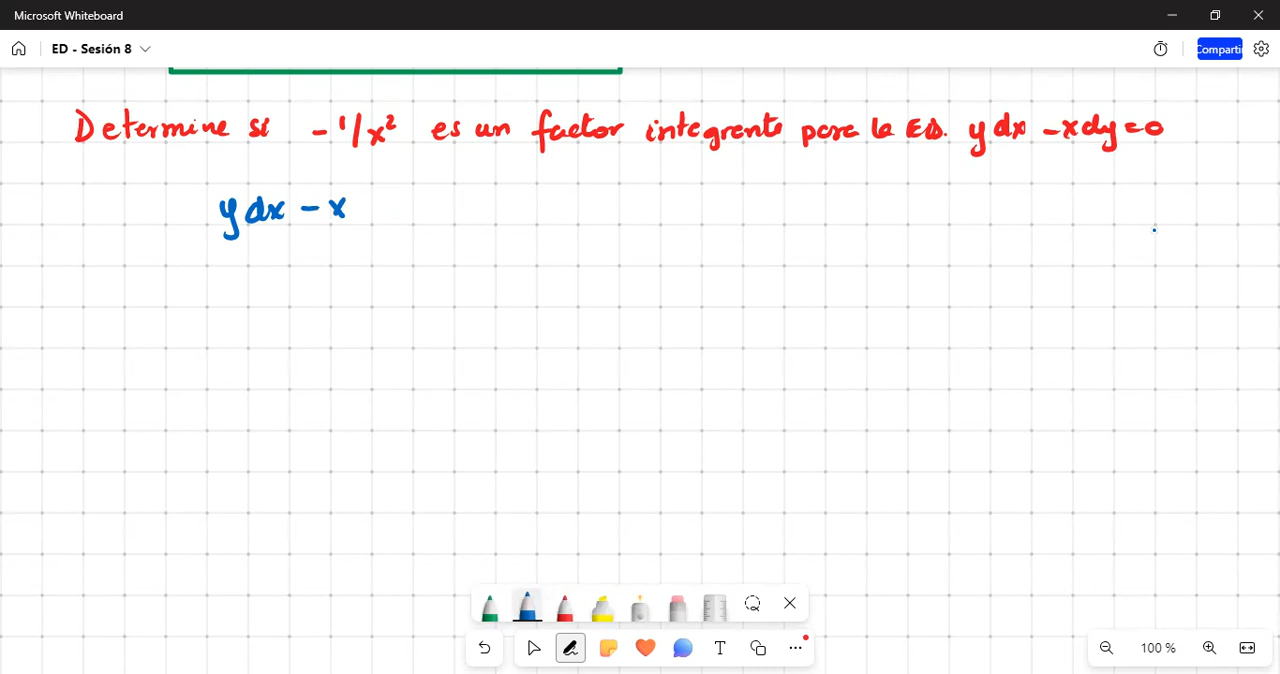 Microsoft Whiteboard
ED - Sesión 8
Compartir
Determine si -1/x² es un factor integrante para la ED. ydx - xdy = 0
ydx - x
100 %